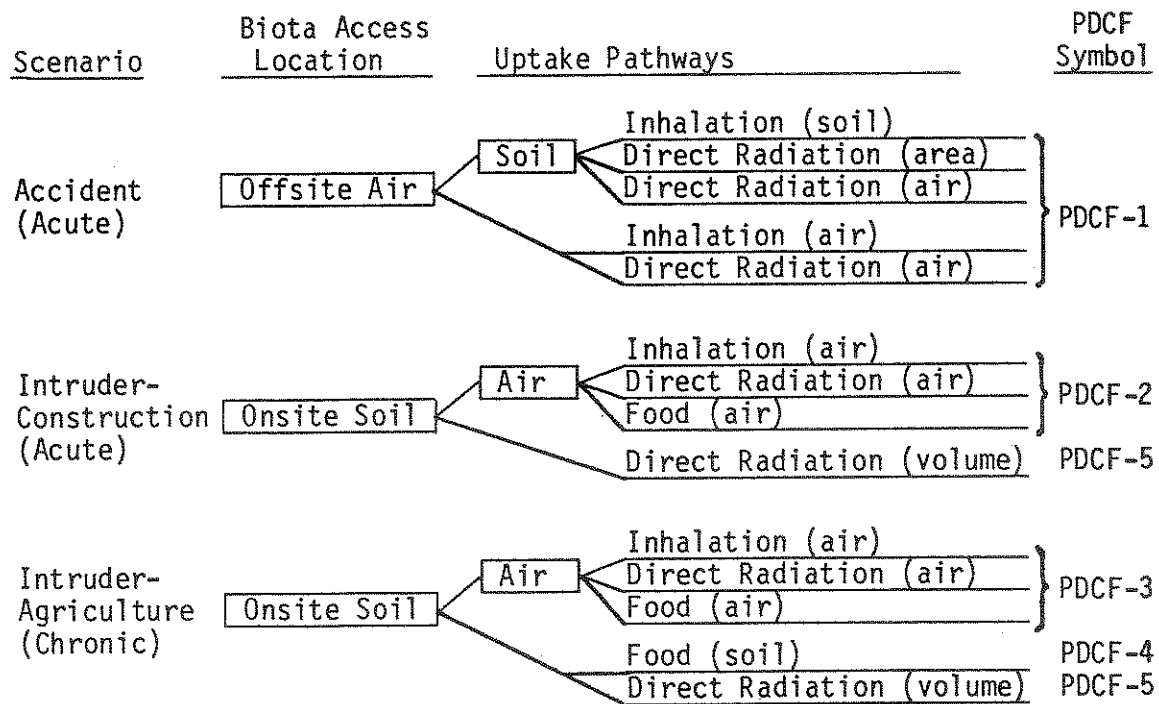 Scenario
Biota Access
Location
Uptake Pathways
PDCF
Symbol
Accident
(Acute)
Offsite Air
Soil
Inhalation (soil)
Direct Radiation (area)
Direct Radiation (air)
Inhalation (air)
Direct Radiation (air)
PDCF-1
Intruder-
Construction
(Acute)
Onsite Soil
Air
Inhalation (air)
Direct Radiation (air)
Food (air)
PDCF-2
Direct Radiation (volume)
PDCF-5
Intruder-
Agriculture
(Chronic)
Onsite Soil
Air
Inhalation (air)
Direct Radiation (air)
Food (air)
PDCF-3
Food (soil)
PDCF-4
Direct Radiation (volume)
PDCF-5